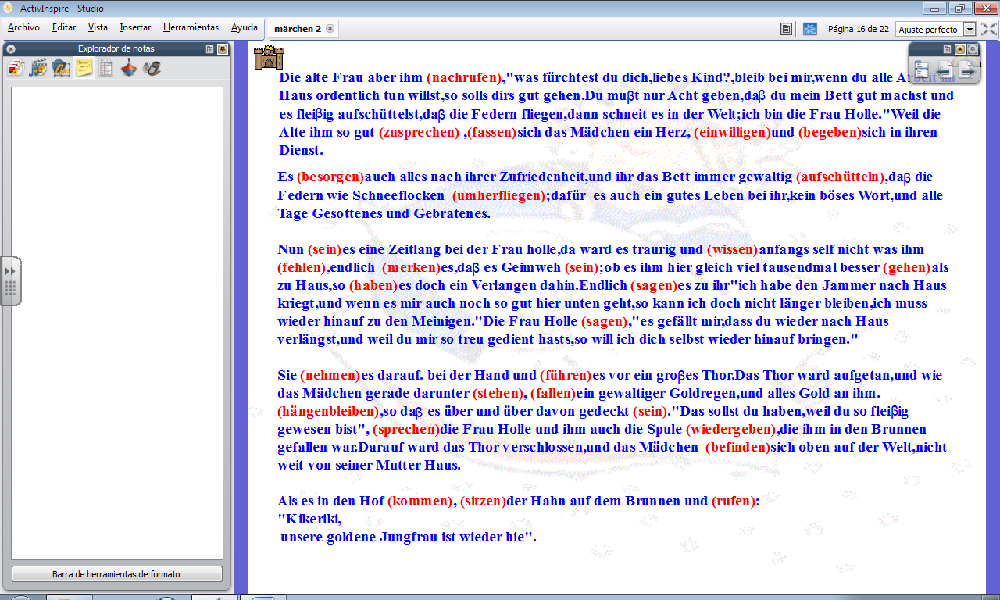 ActivInspire - Studio
Archivo Editar Vista Insertar Herramientas Ayuda märchen 2 Página 16 de 22 Ajuste perfecto
Explorador de notas
Die alte Frau aber ihm (nachrufen),"was fürchtest du dich,liebes Kind?,bleib bei mir,wenn du alle Arbeit im
Haus ordentlich tun willst,so solls dirs gut gehen.Du muβt nur Acht geben,daβ du mein Bett gut machst und
es fleiβig aufschüttelst,daβ die Federn fliegen,dann schneit es in der Welt;ich bin die Frau Holle."Weil die
Alte ihm so gut (zusprechen) ,(fassen)sich das Mädchen ein Herz, (einwilligen)und (begeben)sich in ihren
Dienst.
Es (besorgen)auch alles nach ihrer Zufriedenheit,und ihr das Bett immer gewaltig (aufschütteln),daβ die
Federn wie Schneeflocken (umherfliegen);dafür es auch ein gutes Leben bei ihr,kein böses Wort,und alle
Tage Gesottenes und Gebratenes.
Nun (sein)es eine Zeitlang bei der Frau holle,da ward es traurig und (wissen)anfangs self nicht was ihm
(fehlen),endlich (merken)es,daβ es Geimweh (sein);ob es ihm hier gleich viel tausendmal besser (gehen)als
zu Haus,so (haben)es doch ein Verlangen dahin.Endlich (sagen)es zu ihr"ich habe den Jammer nach Haus
kriegt,und wenn es mir auch noch so gut hier unten geht,so kann ich doch nicht länger bleiben,ich muss
wieder hinauf zu den Meinigen."Die Frau Holle (sagen),"es gefällt mir,dass du wieder nach Haus
verlängst,und weil du mir so treu gedient hasts,so will ich dich selbst wieder hinauf bringen."
Sie (nehmen)es darauf. bei der Hand und (führen)es vor ein groβes Thor.Das Thor ward aufgetan,und wie
das Mädchen gerade darunter (stehen), (fallen)ein gewaltiger Goldregen,und alles Gold an ihm.
(hängenbleiben),so daβ es über und über davon gedeckt (sein)."Das sollst du haben,weil du so fleiβig
gewesen bist", (sprechen)die Frau Holle und ihm auch die Spule (wiedergeben),die ihm in den Brunnen
gefallen war.Darauf ward das Thor verschlossen,und das Mädchen (befinden)sich oben auf der Welt,nicht
weit von seiner Mutter Haus.
Als es in den Hof (kommen), (sitzen)der Hahn auf dem Brunnen und (rufen):
"Kikeriki,
unsere goldene Jungfrau ist wieder hie".
Barra de herramientas de formato